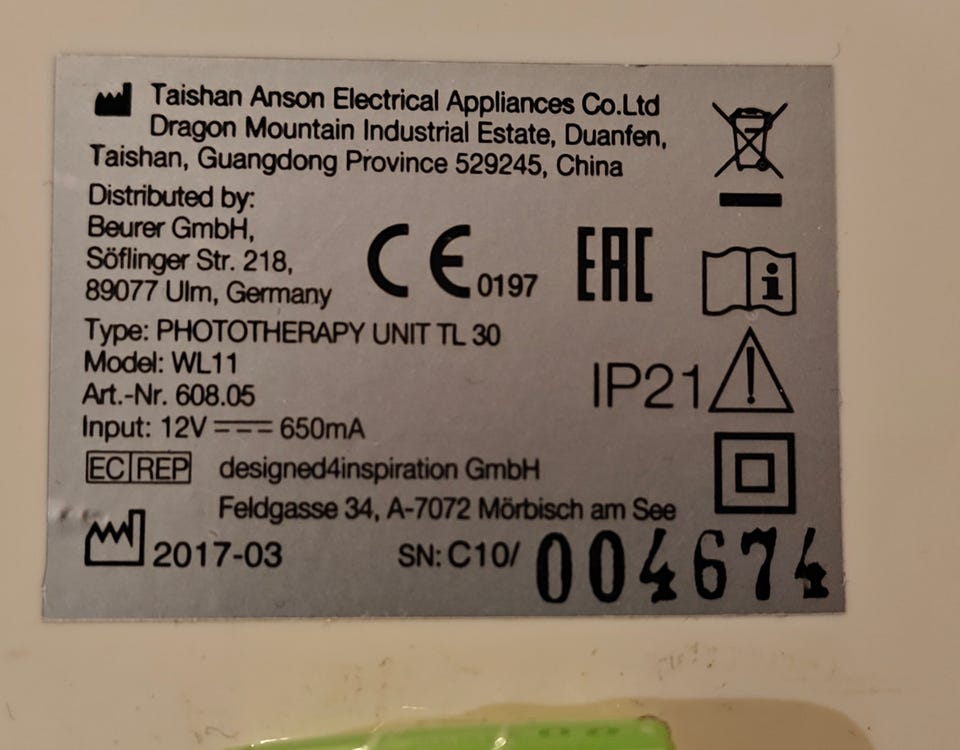 Taishan Anson Electrical Appliances Co.Ltd
Dragon Mountain Industrial Estate, Duanfen,
Taishan, Guangdong Province 529245, China
Distributed by:
Beurer GmbH,
Söflinger Str. 218,
89077 Ulm, Germany
CE 0197
EAC
Type: PHOTOTHERAPY UNIT TL 30
Model: WL11
Art.-Nr. 608.05
IP21
Input: 12V ⎓ 650mA
EC REP designed4inspiration GmbH
Feldgasse 34, A-7072 Mörbisch am See
2017-03 SN: C10/ 004674